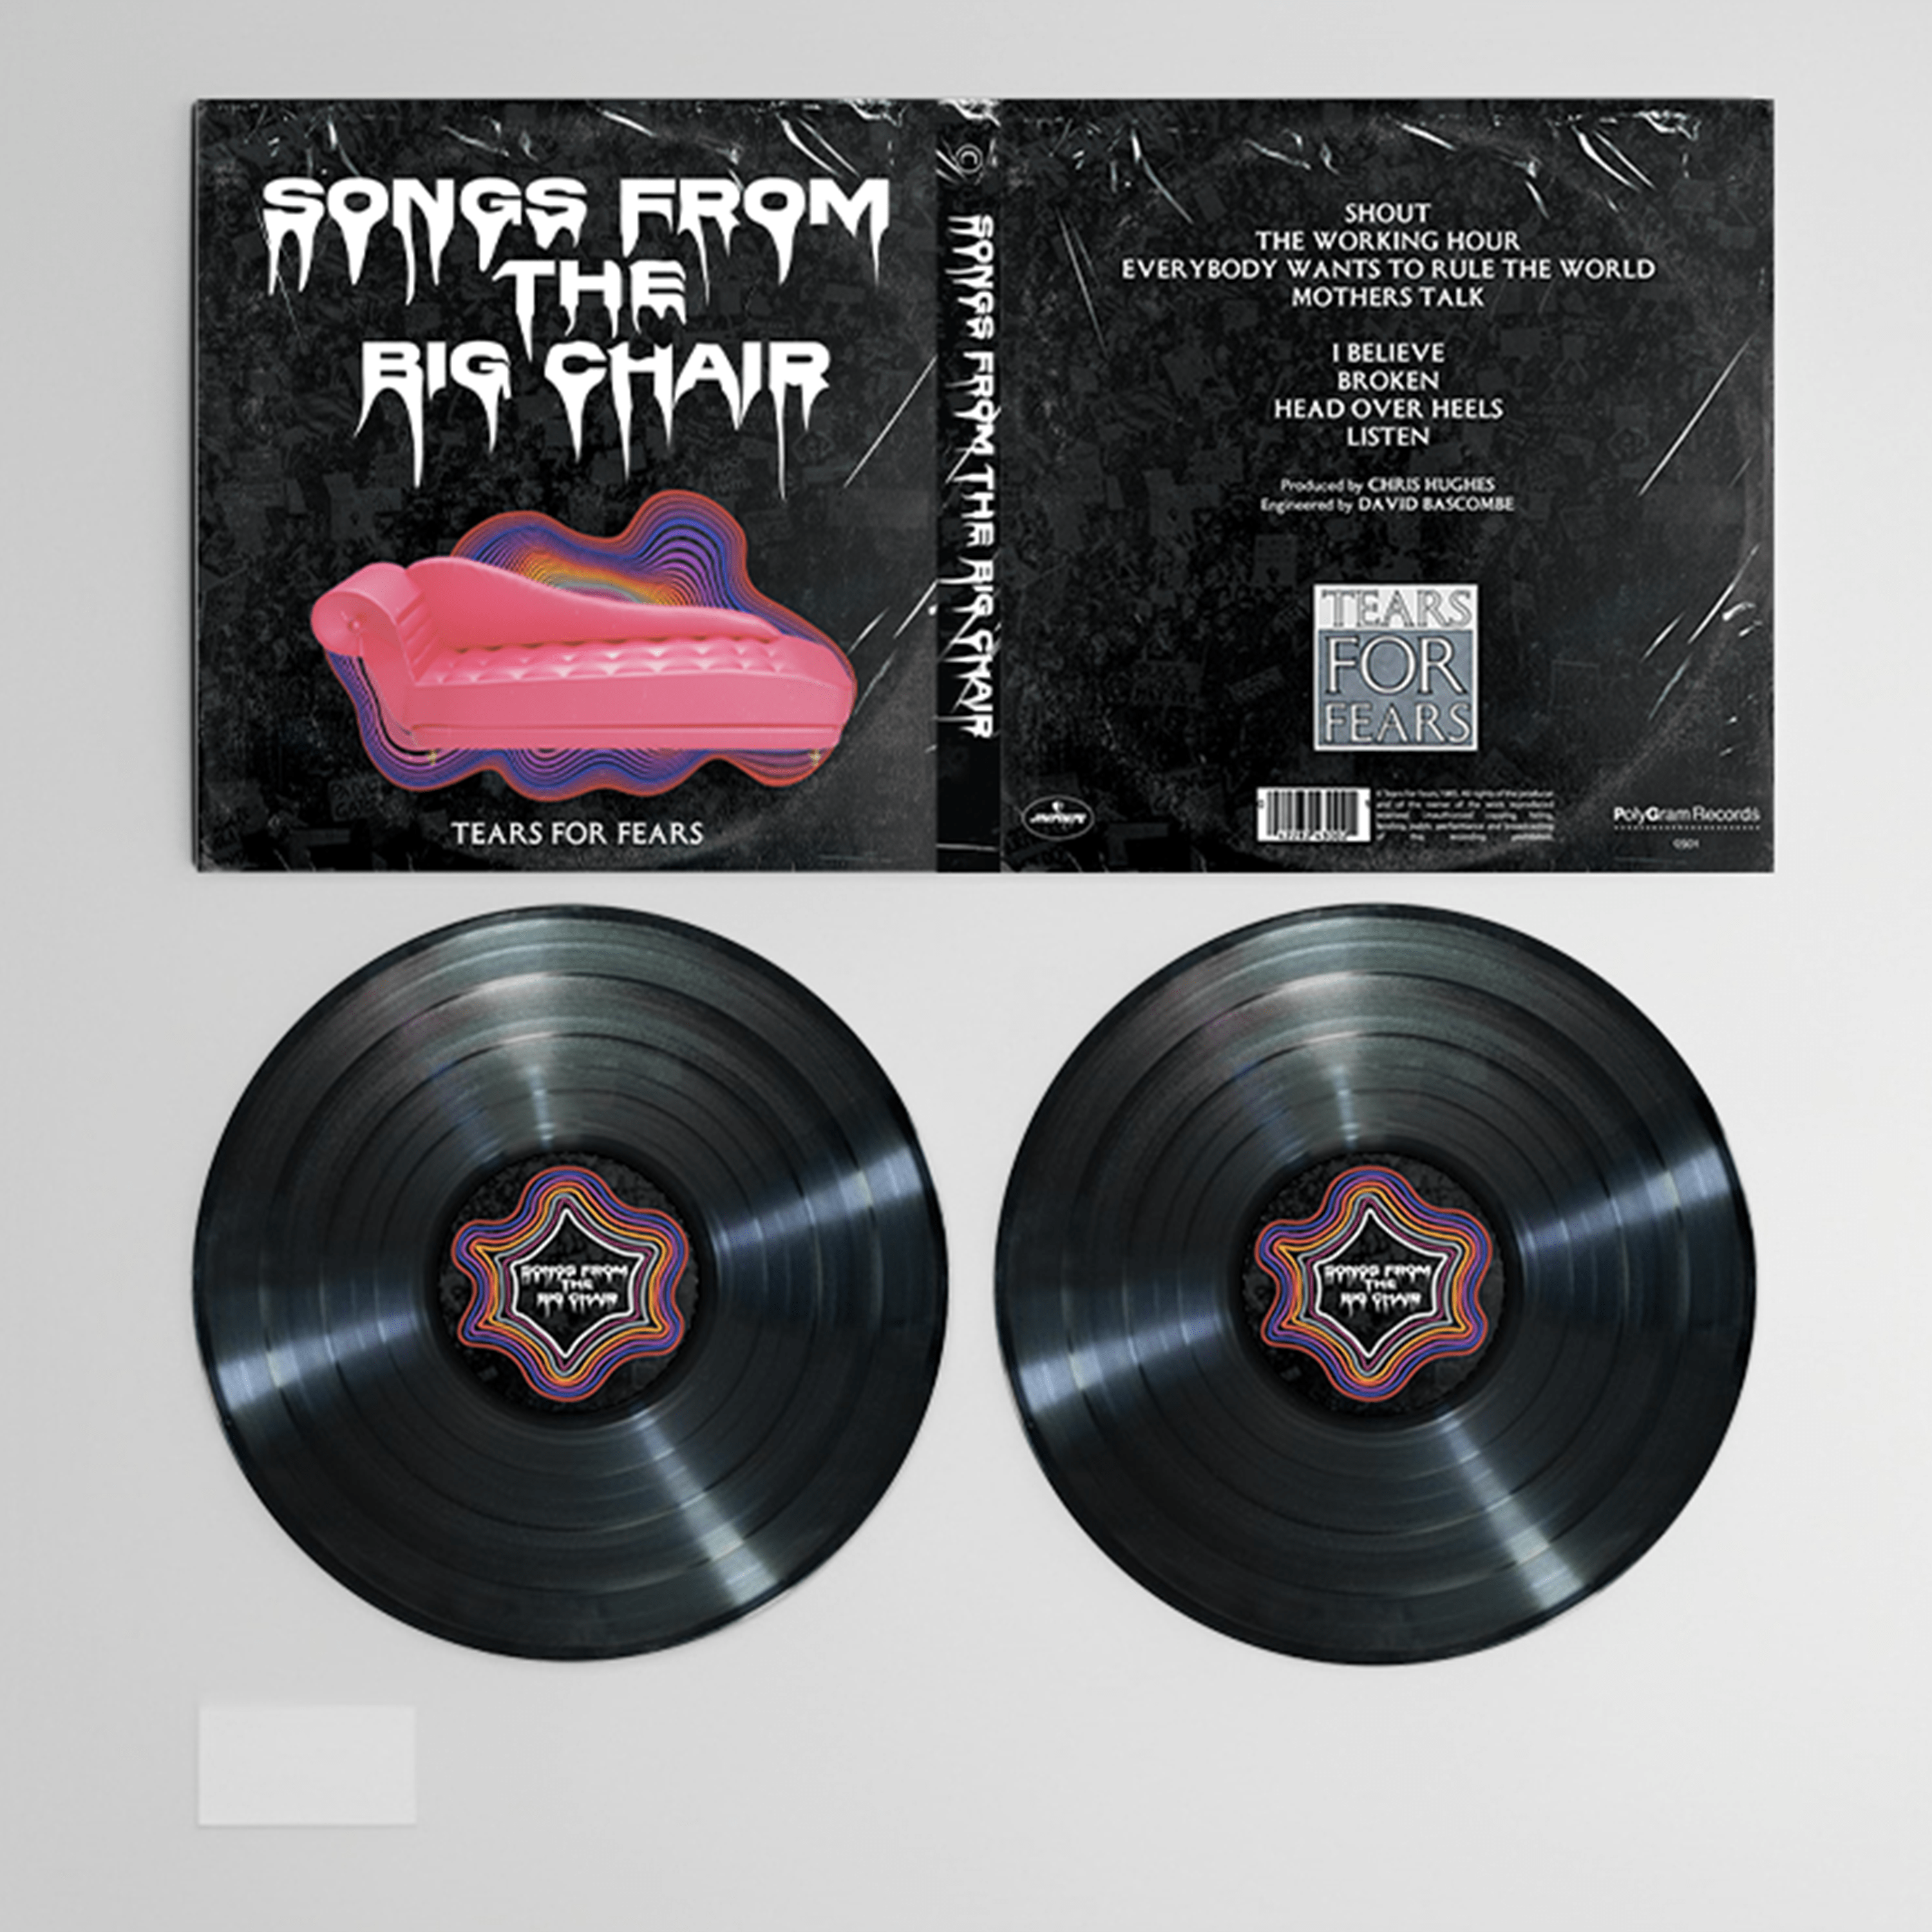 SONGS FROM
THE
BIG CHAIR
TEARS FOR FEARS
SONGS FROM THE BIG CHAIR
SHOUT
THE WORKING HOUR
EVERYBODY WANTS TO RULE THE WORLD
MOTHERS TALK
I BELIEVE
BROKEN
HEAD OVER HEELS
LISTEN
Produced by CHRIS HUGHES
Engineered by DAVID BASCOMBE
TEARS
FOR
FEARS
PolyGram Records
SONGS FROM
THE
BIG CHAIR
SONGS FROM
THE
BIG CHAIR